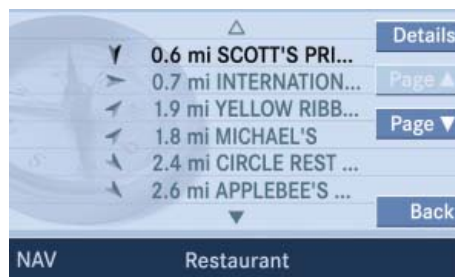 0.6 mi SCOTT'S PRI...
0.7 mi INTERNATION...
1.9 mi YELLOW RIBB...
1.8 mi MICHAEL'S
2.4 mi CIRCLE REST ...
2.6 mi APPLEBEE'S ...
Details
Page ▲
Page ▼
Back
NAV
Restaurant